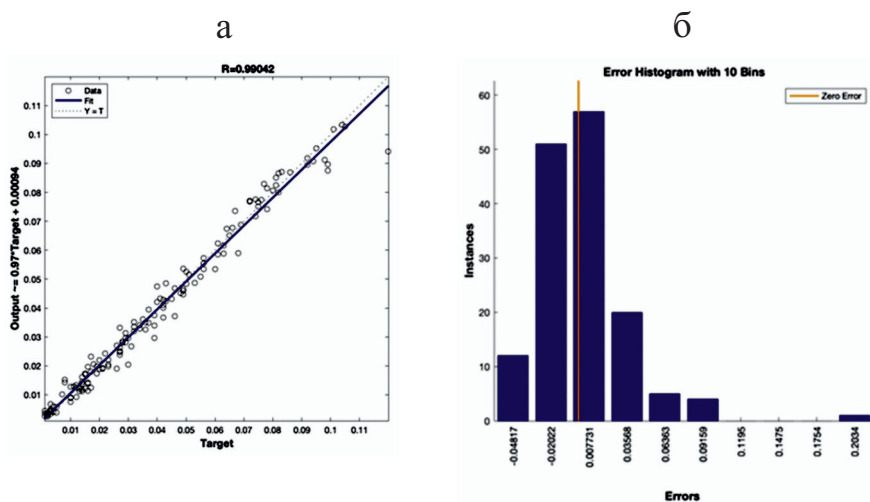 а
R=0.99042
Data
Fit
Y = T
Output ~= 0.97*Target + 0.00094
0.11
0.1
0.09
0.08
0.07
0.06
0.05
0.04
0.03
0.02
0.01
0.01 0.02 0.03 0.04 0.05 0.06 0.07 0.08 0.09 0.1 0.11
Target
б
Error Histogram with 10 Bins
Zero Error
Instances
60
50
40
30
20
10
0
-0.04817
-0.02022
0.007731
0.03568
0.06363
0.09159
0.1195
0.1475
0.1754
0.2034
Errors